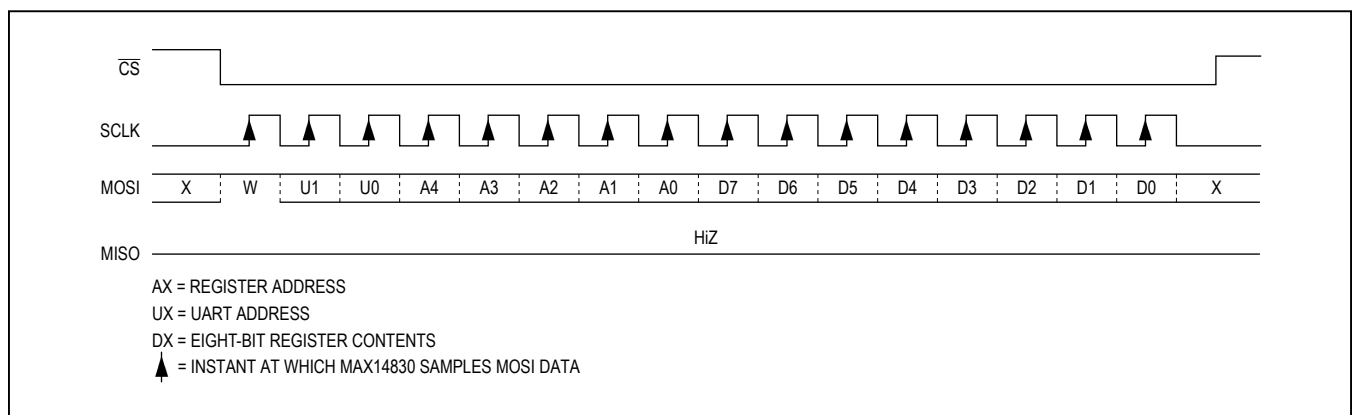 CS
SCLK
MOSI X W U1 U0 A4 A3 A2 A1 A0 D7 D6 D5 D4 D3 D2 D1 D0 X
HiZ
MISO
AX = REGISTER ADDRESS
UX = UART ADDRESS
DX = EIGHT-BIT REGISTER CONTENTS
= INSTANT AT WHICH MAX14830 SAMPLES MOSI DATA